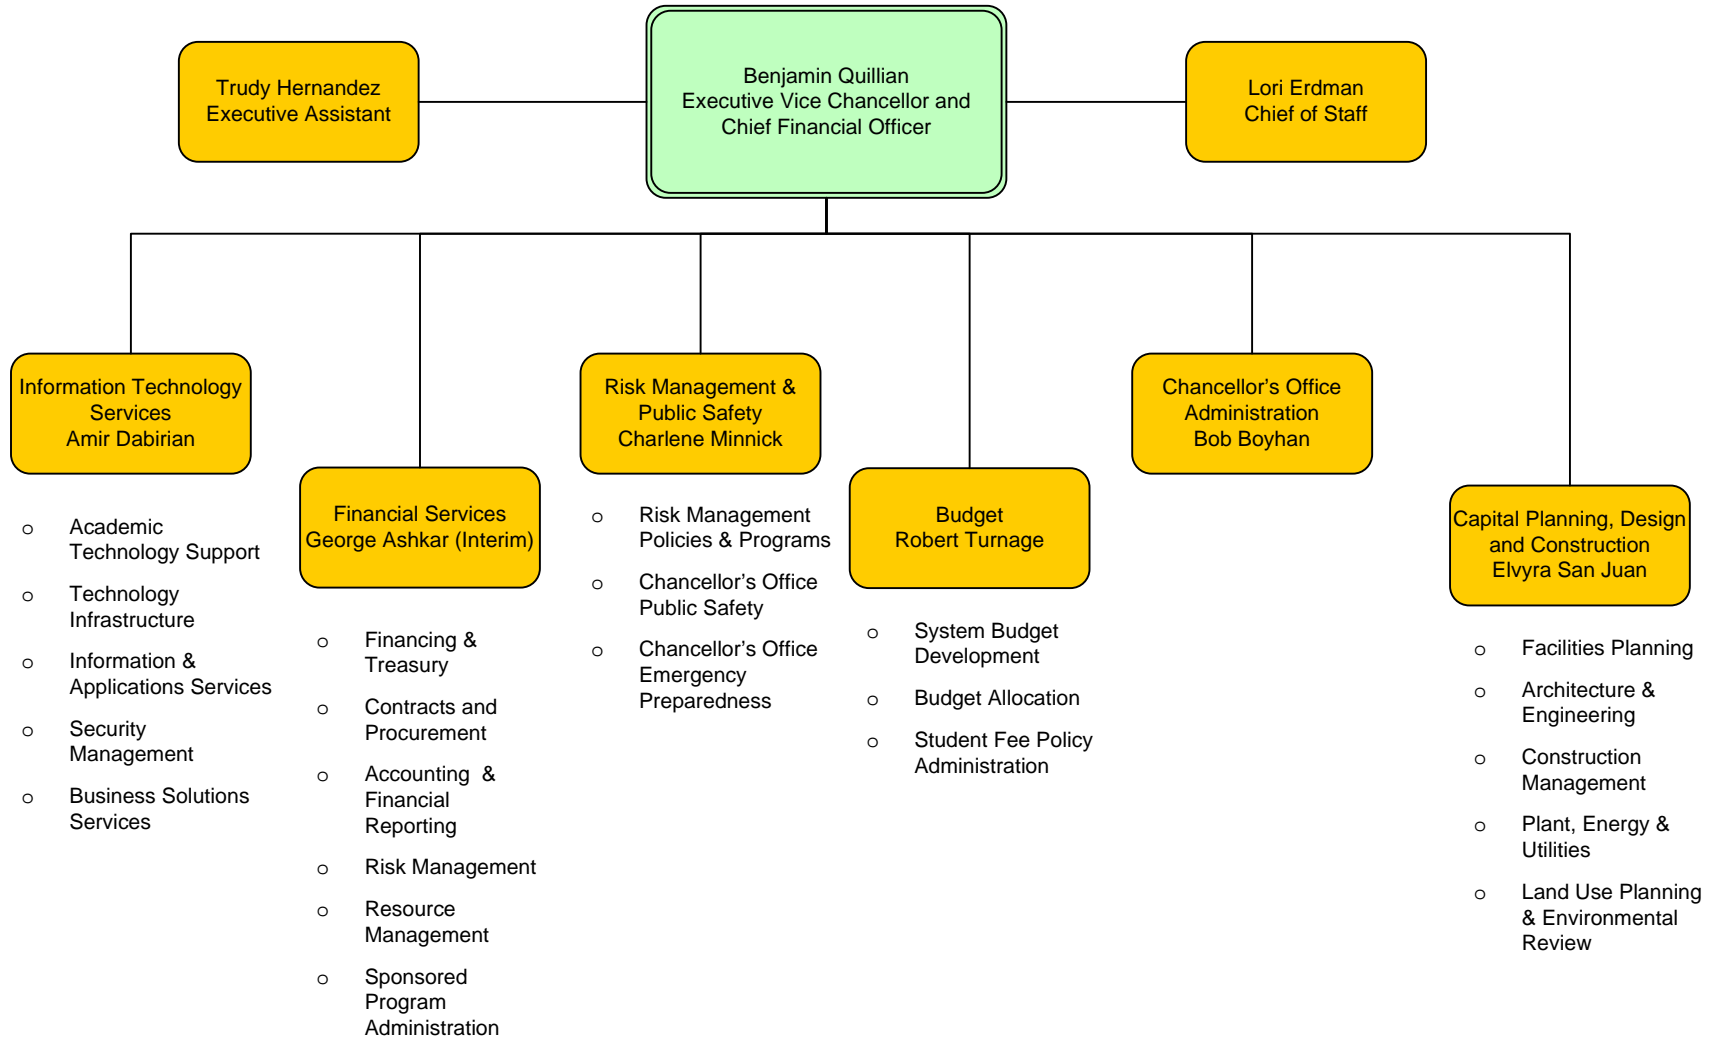 Trudy Hernandez
Executive Assistant
Benjamin Quillian
Executive Vice Chancellor and
Chief Financial Officer
Lori Erdman
Chief of Staff
Information Technology
Services
Amir Dabirian
o Academic
Technology Support
o Technology
Infrastructure
o Information &
Applications Services
o Security
Management
o Business Solutions
Services
Financial Services
George Ashkar (Interim)
o Financing &
Treasury
o Contracts and
Procurement
o Accounting & 
Financial
Reporting
o Risk Management
o Resource
Management
o Sponsored
Program
Administration
Risk Management &
Public Safety
Charlene Minnick
o Risk Management
Policies & Programs
o Chancellor’s Office
Public Safety
o Chancellor’s Office
Emergency
Preparedness
Budget
Robert Turnage
o System Budget
Development
o Budget Allocation
o Student Fee Policy
Administration
Chancellor’s Office
Administration
Bob Boyhan
Capital Planning, Design
and Construction
Elvyra San Juan
o Facilities Planning
o Architecture &
Engineering
o Construction
Management
o Plant, Energy &
Utilities
o Land Use Planning
& Environmental
Review